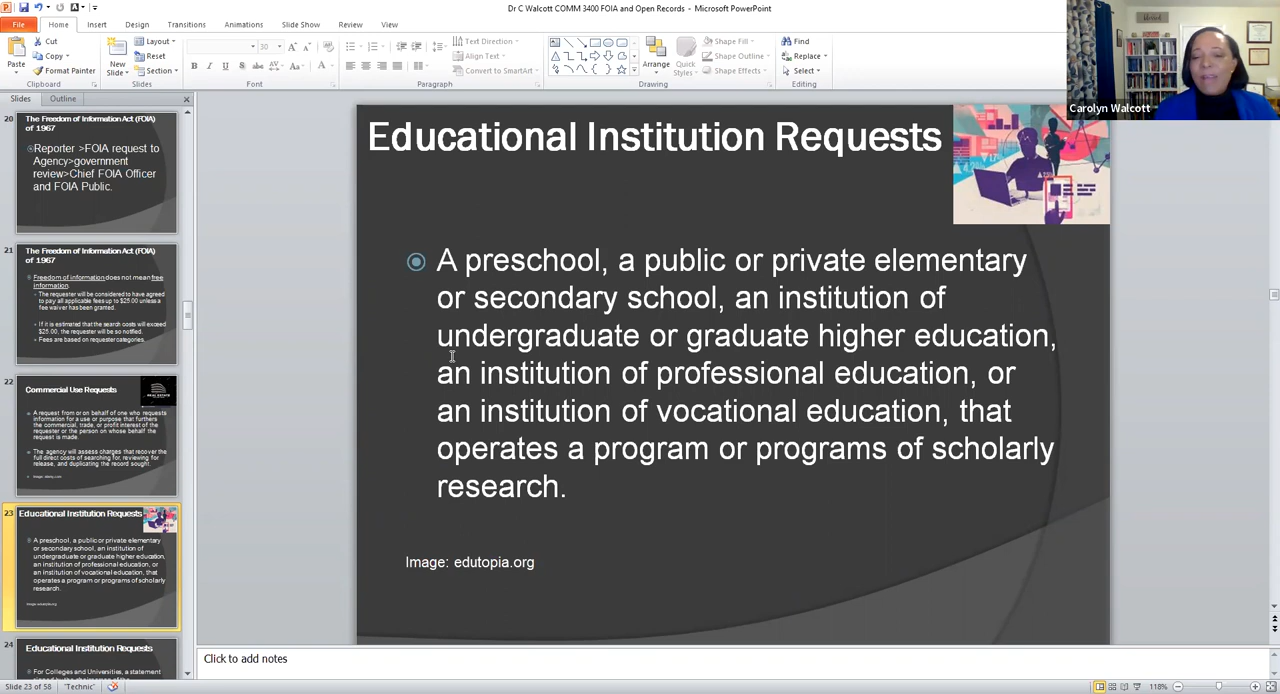 Dr C Walcott COMM 3400 FOIA and Open Records - Microsoft PowerPoint
File Home Insert Design Transitions Animations Slide Show Review View
Paste
Cut
Copy
Format Painter
Clipboard
New
Slide
Layout
Reset
Section
Slides
30
Font
Text Direction
Align Text
Convert to SmartArt
Paragraph
Arrange
Quick
Styles
Shape Fill
Shape Outline
Shape Effects
Drawing
Find
Replace
Select
Editing
Carolyn Walcott
Slides Outline
20
The Freedom of Information Act (FOIA)
of 1967
Reporter >FOIA request to
Agency>government
review>Chief FOIA Officer
and FOIA Public.
21
The Freedom of Information Act (FOIA)
of 1967
Freedom of information does not mean free
information.
The requester will be considered to have agreed
to pay all applicable fees up to $25.00 unless a
fee waiver has been granted.
If it is estimated that the search costs will exceed
$25.00, the requester will be so notified.
Fees are based on requester categories.
22
Commercial Use Requests
A request from or on behalf of one who requests
information for a use or purpose that furthers
the commercial, trade, or profit interest of the
requester or the person on whose behalf the
request is made.
The agency will assess charges that recover the
full direct costs of searching for, reviewing for
release, and duplicating the record sought.
23
Educational Institution Requests
A preschool, a public or private elementary
or secondary school, an institution of
undergraduate or graduate higher education,
an institution of professional education, or
an institution of vocational education, that
operates a program or programs of scholarly
research.
Image: edutopia.org
24
Educational Institution Requests
For Colleges and Universities, a statement
Educational Institution Requests
A preschool, a public or private elementary
or secondary school, an institution of
undergraduate or graduate higher education,
an institution of professional education, or
an institution of vocational education, that
operates a program or programs of scholarly
research.
Image: edutopia.org
Click to add notes
Slide 23 of 58 "Technic" 118%